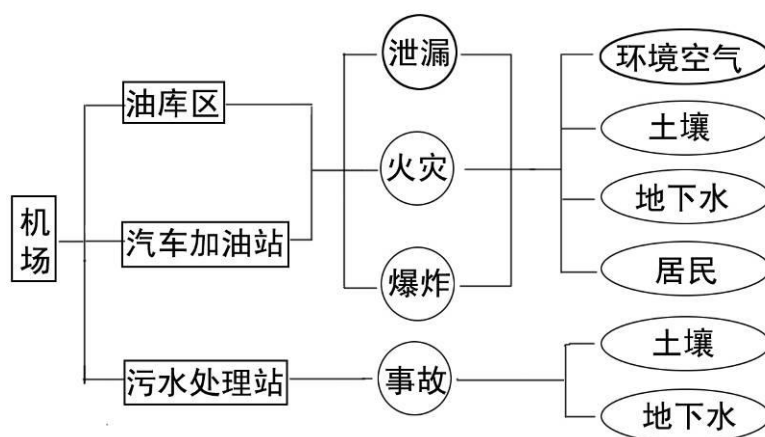 机场
油库区
汽车加油站
污水处理站
泄漏
火灾
爆炸
事故
环境空气
土壤
地下水
居民
土壤
地下水